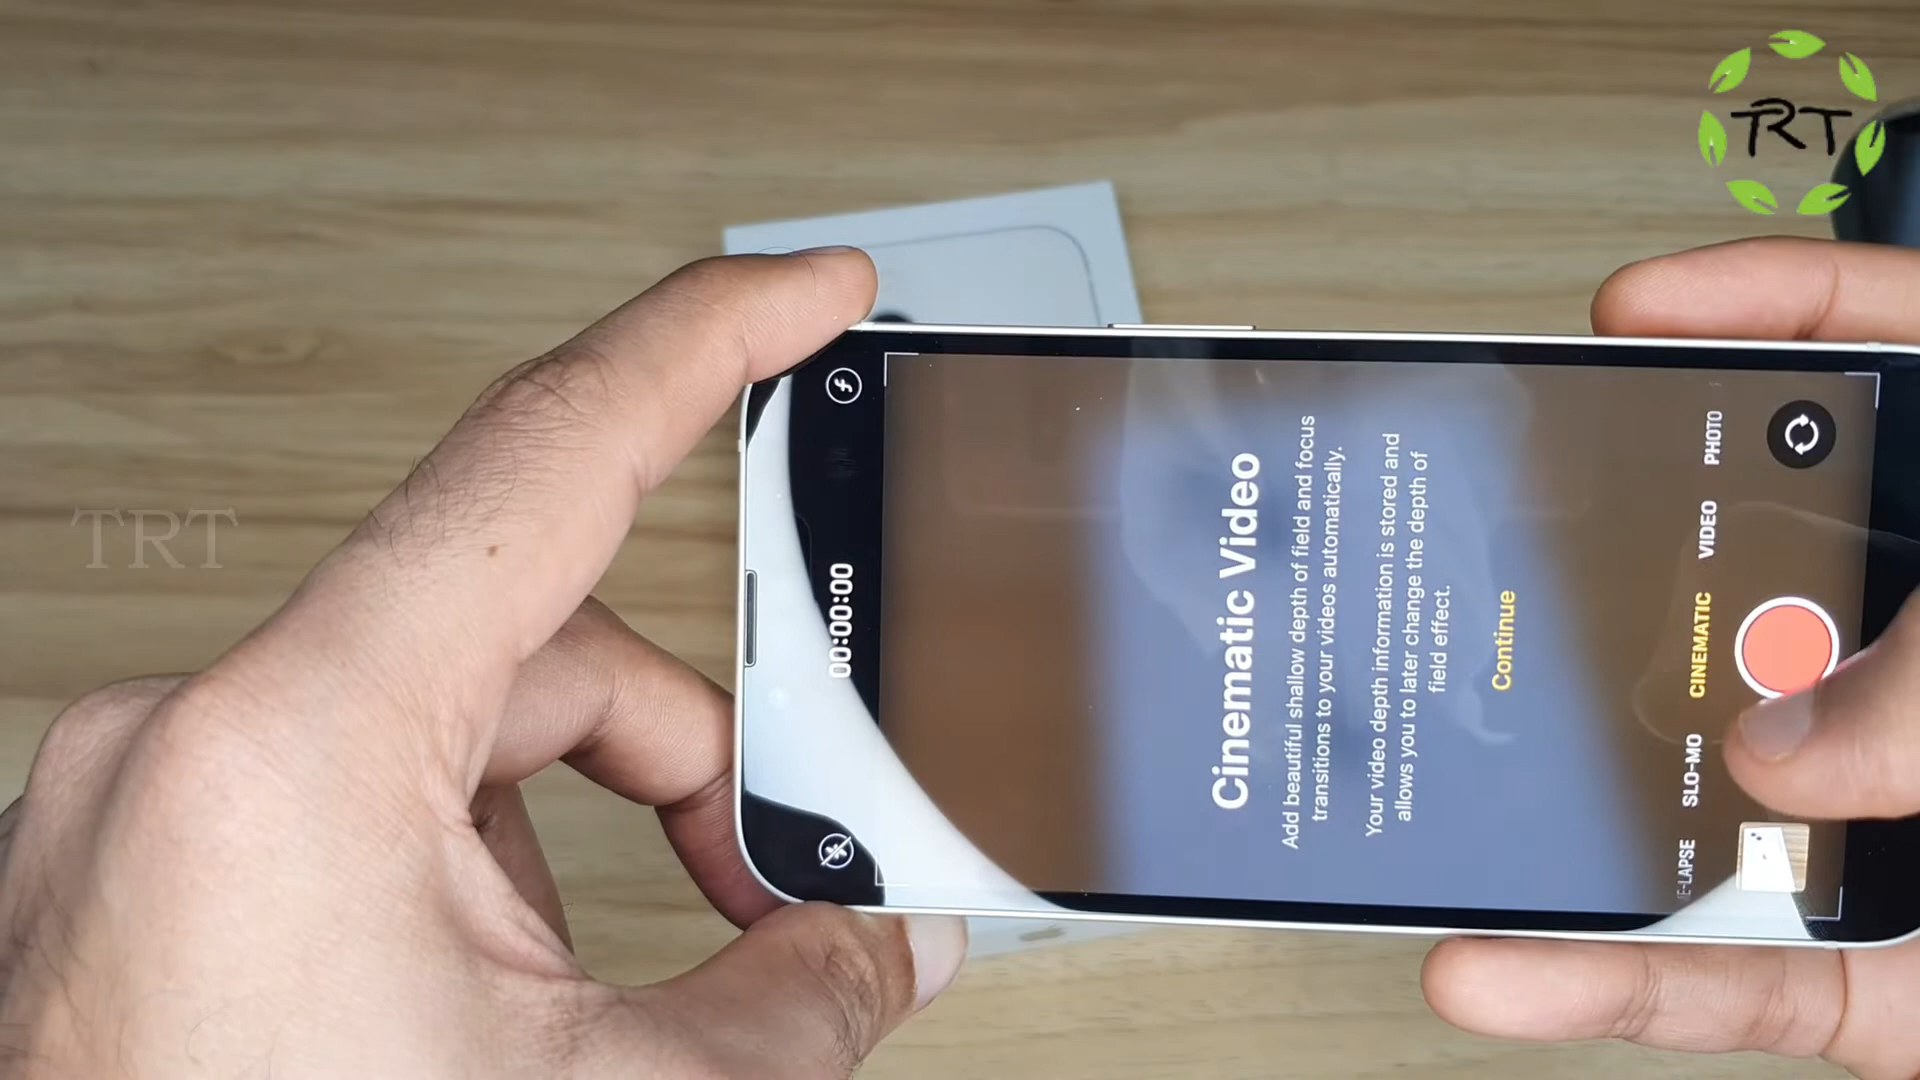 TRT
TRT
00:00:00
Cinematic Video
Add beautiful shallow depth of field and focus
transitions to your videos automatically.
Your video depth information is stored and
allows you to later change the depth of
field effect.
Continue
E-LAPSE SLO-MO CINEMATIC VIDEO PHOTO